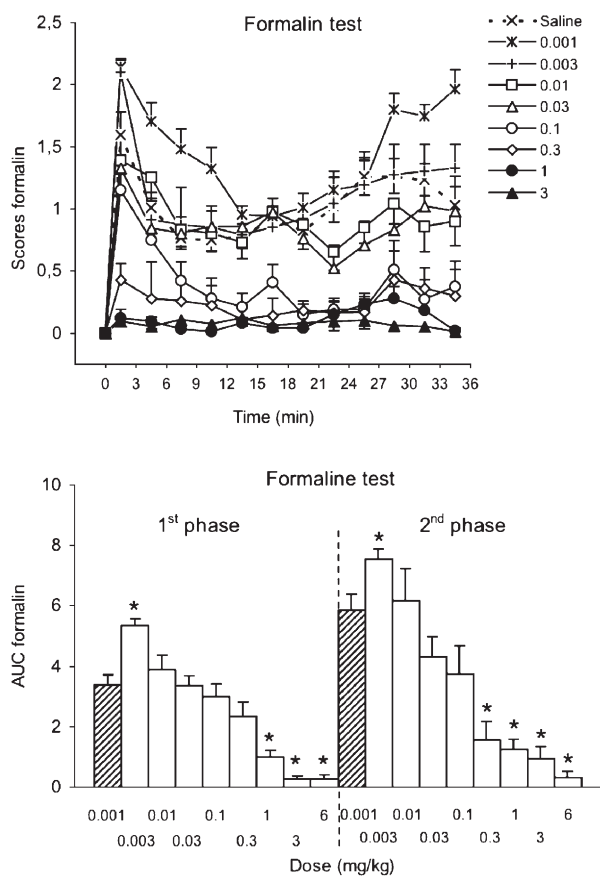 Formalin test
2,5
2
1,5
1
0,5
0
Scores formalin
0 3 6 9 12 15 18 21 24 27 30 33 36
Time (min)
Saline
0.001
0.003
0.01
0.03
0.1
0.3
1
3
Formaline test
1st phase
2nd phase
10
8
6
4
2
0
AUC formalin
* * * * * * * * *
0.001 0.01 0.1 1 6 0.001 0.01 0.1 1 6
0.003 0.03 0.3 3 0.003 0.03 0.3 3
Dose (mg/kg)